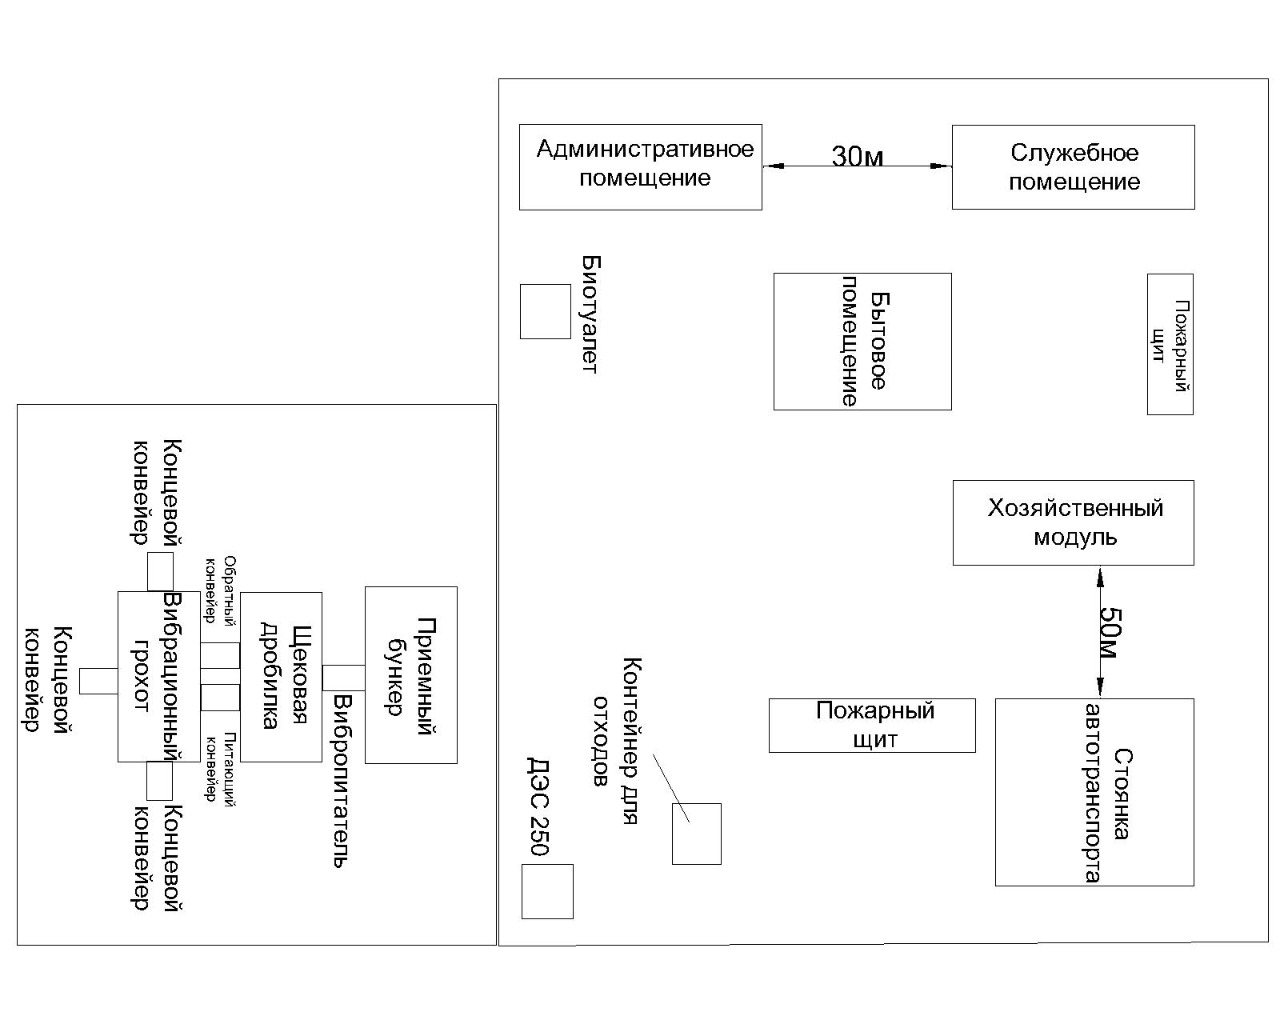 Административное
помещение
30м
Служебное
помещение
Биотуалет
Бытовое
помещение
Пожарный
щит
Хозяйственный
модуль
50м
Стоянка
автотранспорта
Пожарный
щит
Контейнер для
отходов
ДЭС 250
Приемный
бункер
Вибропитатель
Щековая
дробилка
Обратный
конвейер
Питающий
конвейер
Вибрационный
грохот
Концевой
конвейер
Концевой
конвейер
Концевой
конвейер